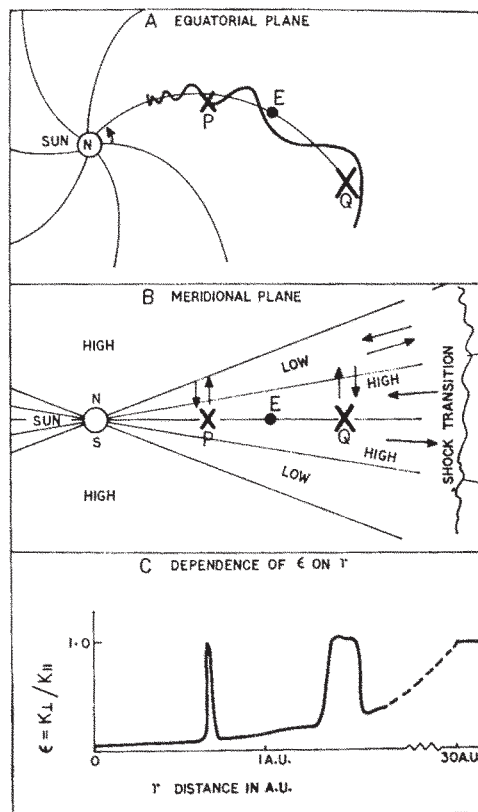 A EQUATORIAL PLANE
E
P
SUN N
Q
B MERIDIONAL PLANE
HIGH
LOW
N
HIGH
SUN
P
E
Q
S
HIGH
LOW
HIGH
SHOCK TRANSITION
C DEPENDENCE OF ϵ ON r
1·0
ϵ = K⊥/K∥
0
1 A.U.
30 A.U.
r DISTANCE IN A.U.